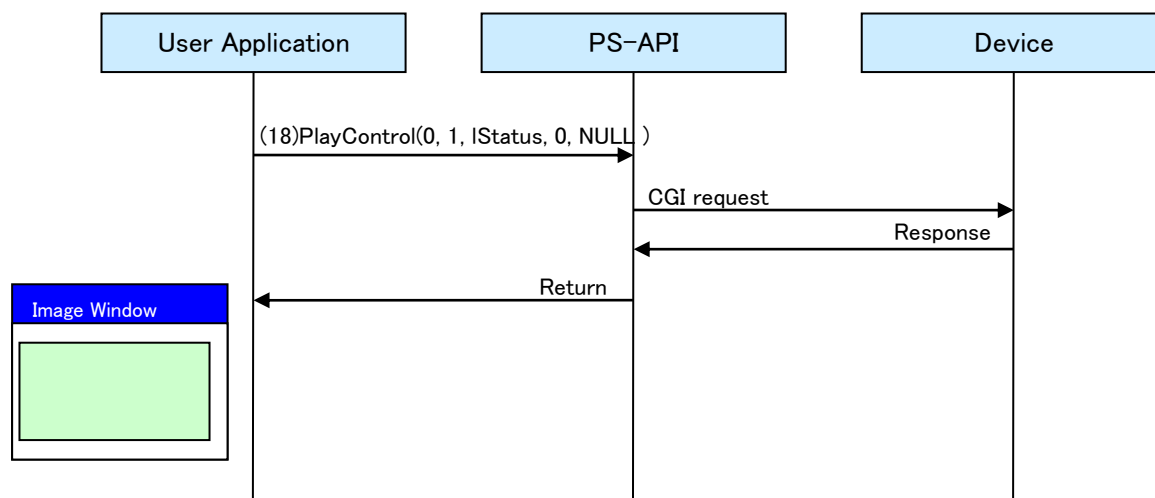 User Application
PS-API
Device
(18)PlayControl(0, 1, lStatus, 0, NULL )
CGI request
Response
Return
Image Window